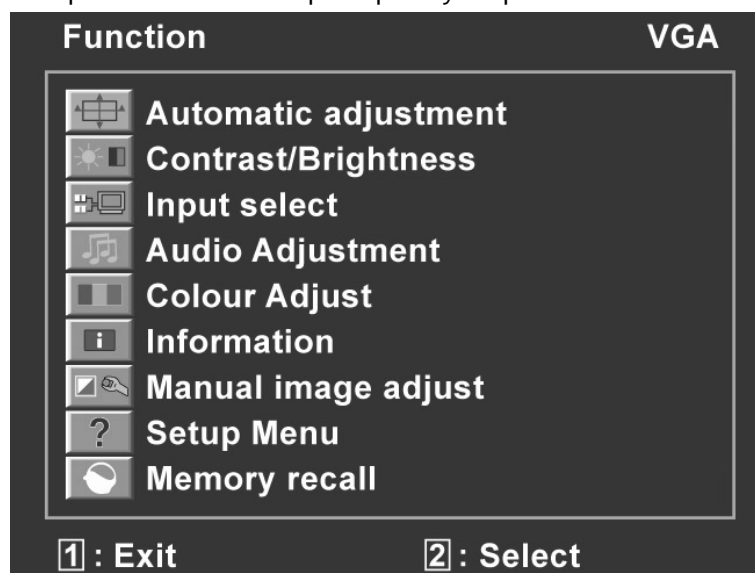 Function VGA
Automatic adjustment
Contrast/Brightness
Input select
Audio Adjustment
Colour Adjust
Information
Manual image adjust
? Setup Menu
Memory recall
1 : Exit 2 : Select